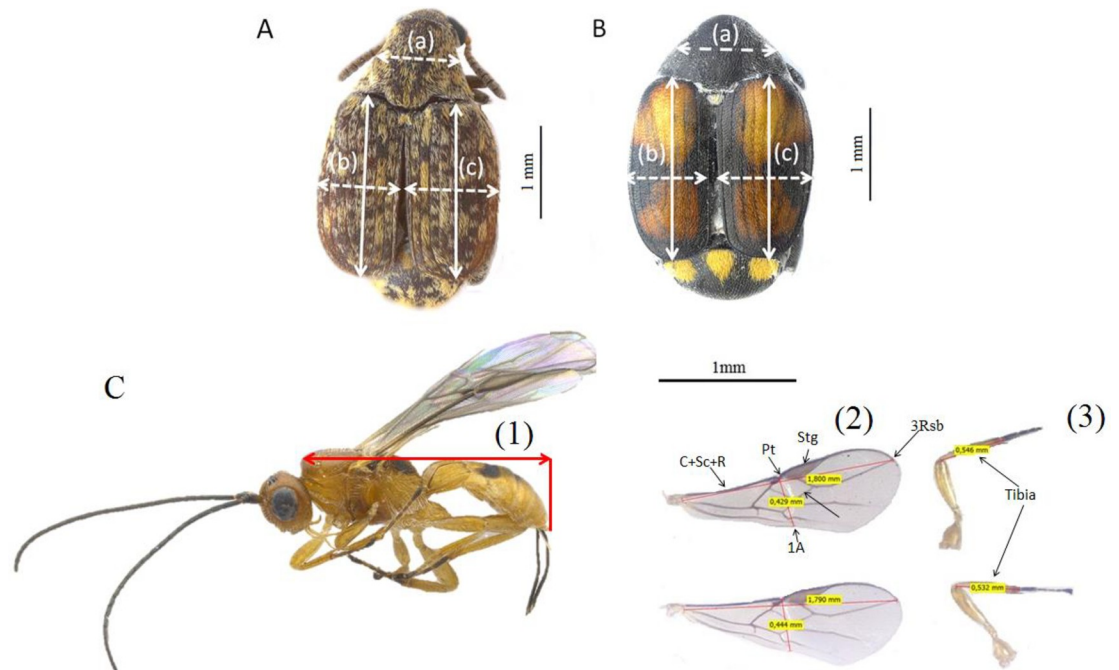 A
B
(a)
(a)
(b)
(c)
1 mm
(b)
(c)
1 mm
C
(1)
1mm
(2)
(3)
Pt
Stg
3Rsb
C+Sc+R
1,800 mm
0,429 mm
1A
0,546 mm
Tibia
1,790 mm
0,444 mm
0,532 mm